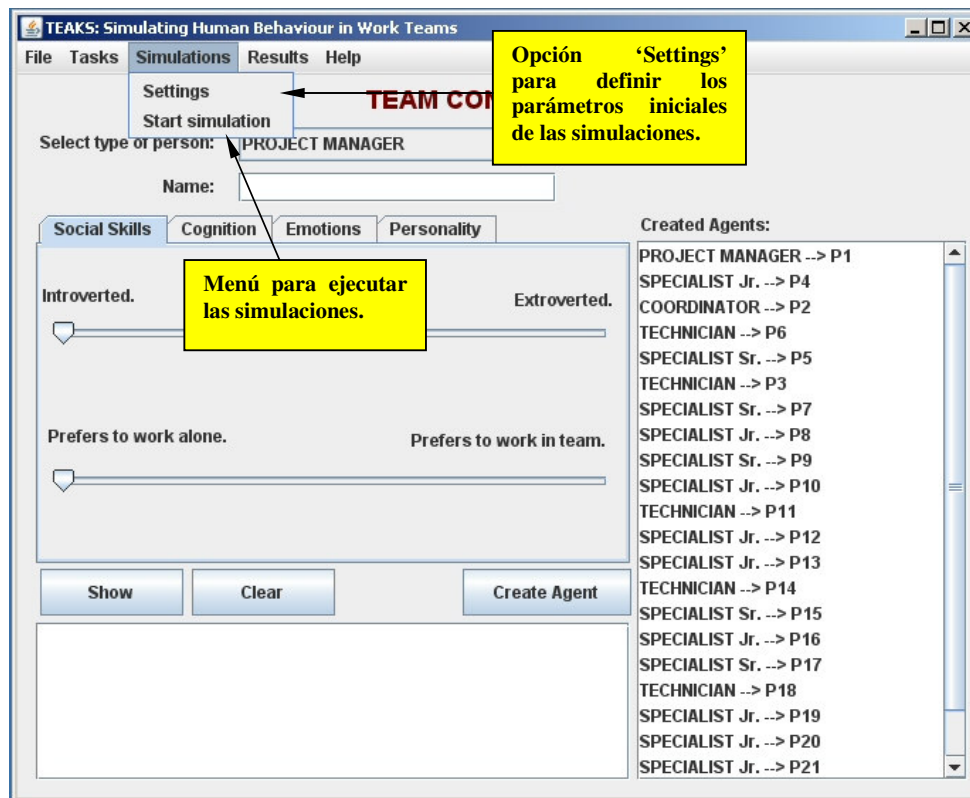 TEAKS: Simulating Human Behaviour in Work Teams
File Tasks Simulations Results Help
Settings
Start simulation
Opción 'Settings'
para definir los
parámetros iniciales
de las simulaciones.
TEAM CON
Select type of person: PROJECT MANAGER
Name:
Social Skills Cognition Emotions Personality
Introverted.
Extroverted.
Menú para ejecutar
las simulaciones.
Prefers to work alone.
Prefers to work in team.
Show Clear Create Agent
Created Agents:
PROJECT MANAGER --> P1
SPECIALIST Jr. --> P4
COORDINATOR --> P2
TECHNICIAN --> P6
SPECIALIST Sr. --> P5
TECHNICIAN --> P3
SPECIALIST Sr. --> P7
SPECIALIST Jr. --> P8
SPECIALIST Sr. --> P9
SPECIALIST Jr. --> P10
TECHNICIAN --> P11
SPECIALIST Jr. --> P12
SPECIALIST Jr. --> P13
TECHNICIAN --> P14
SPECIALIST Sr. --> P15
SPECIALIST Jr. --> P16
SPECIALIST Sr. --> P17
TECHNICIAN --> P18
SPECIALIST Jr. --> P19
SPECIALIST Jr. --> P20
SPECIALIST Jr. --> P21